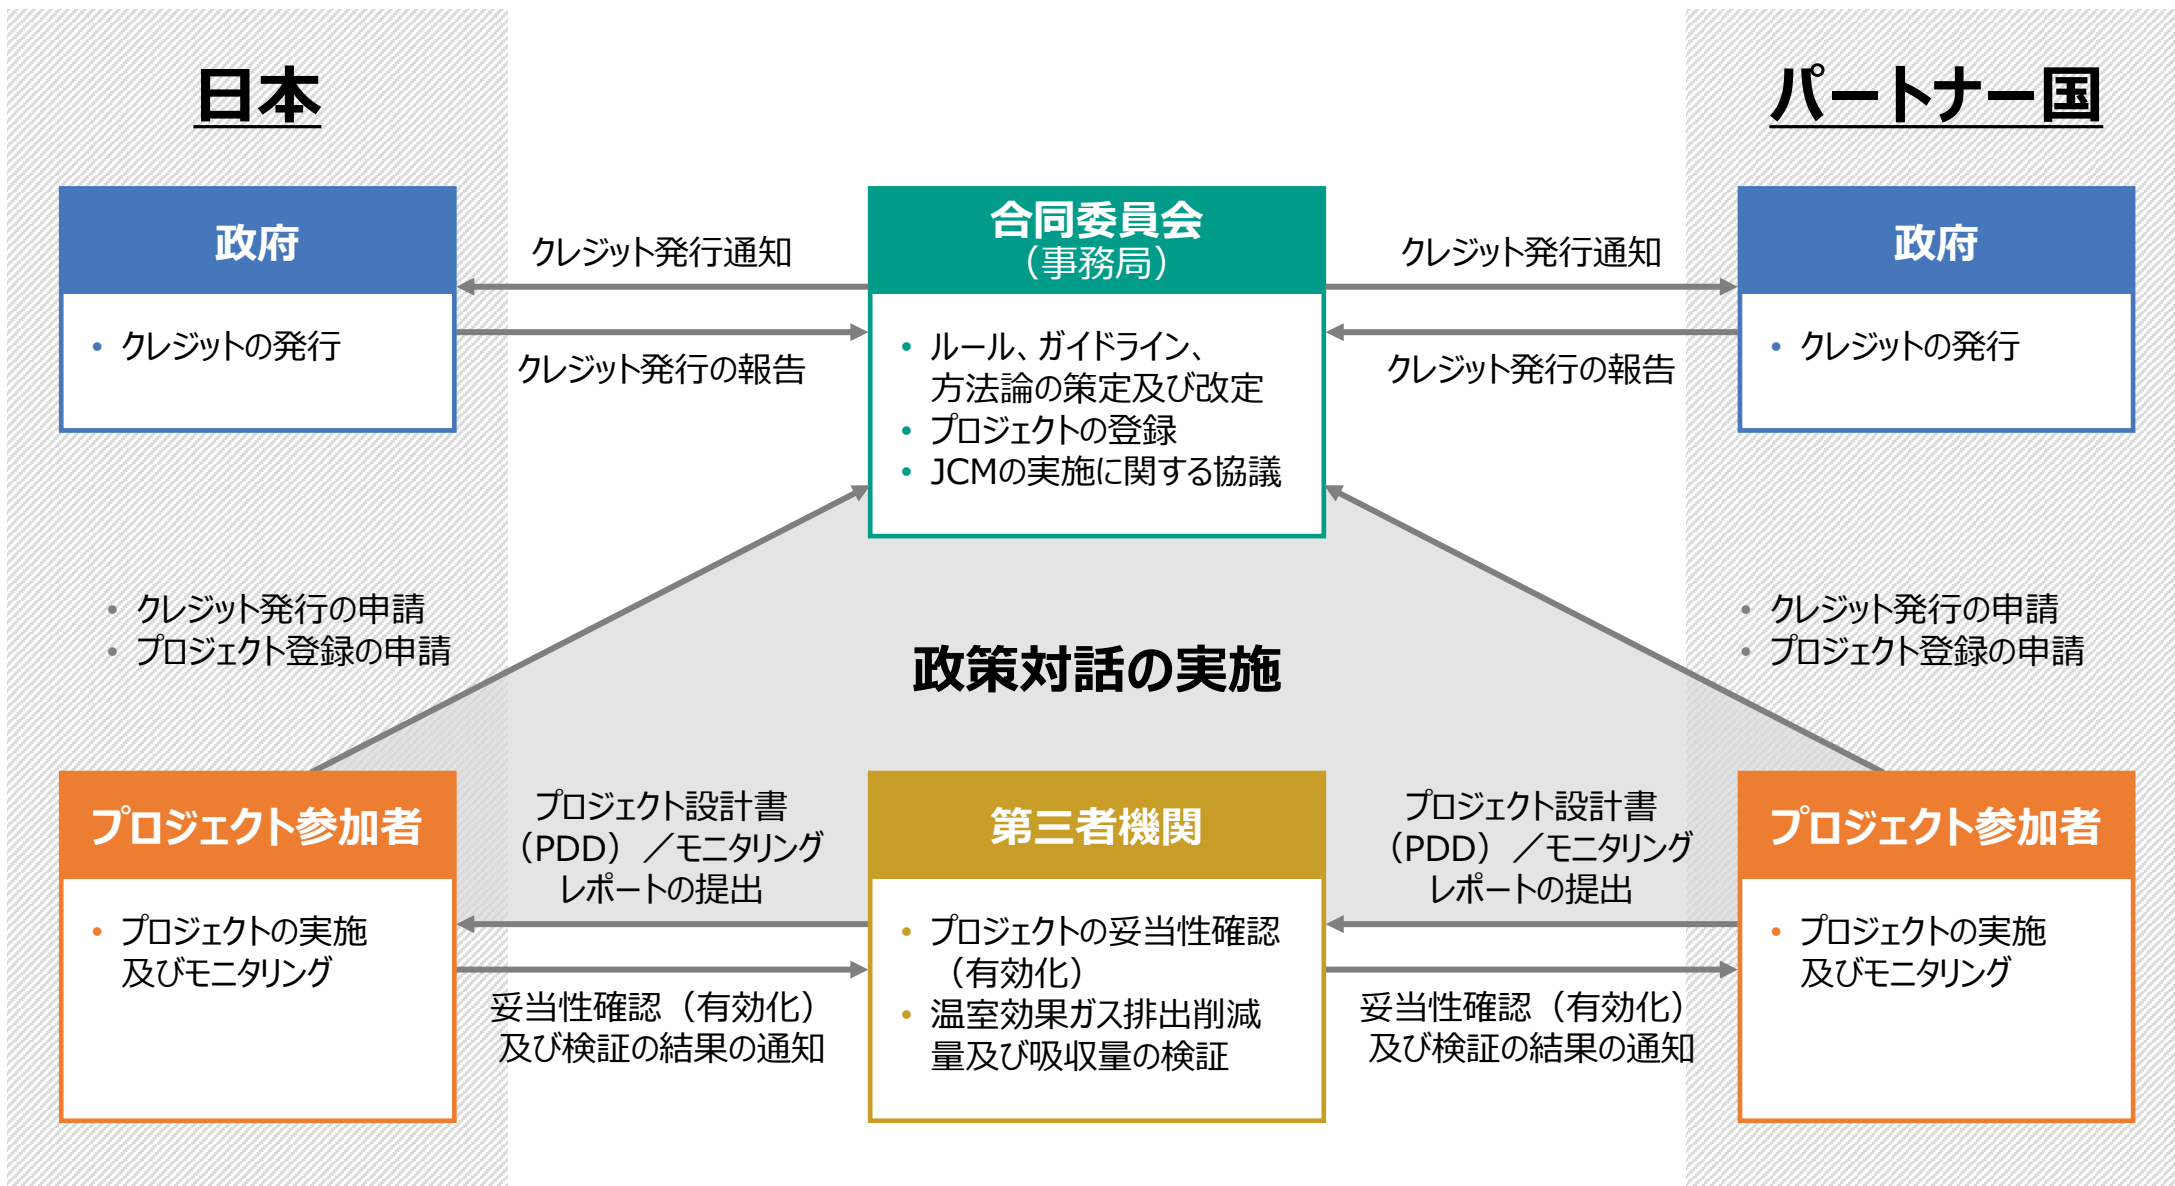 日本
パートナー国
政府
• クレジットの発行
クレジット発行通知
クレジット発行の報告
合同委員会
（事務局）
• ルール、ガイドライン、
方法論の策定及び改定
• プロジェクトの登録
• JCMの実施に関する協議
クレジット発行通知
クレジット発行の報告
政府
• クレジットの発行
• クレジット発行の申請
• プロジェクト登録の申請
政策対話の実施
• クレジット発行の申請
• プロジェクト登録の申請
プロジェクト参加者
• プロジェクトの実施
及びモニタリング
プロジェクト設計書
（PDD）／モニタリング
レポートの提出
妥当性確認（有効化）
及び検証の結果の通知
第三者機関
• プロジェクトの妥当性確認
（有効化）
• 温室効果ガス排出削減
量及び吸収量の検証
プロジェクト設計書
（PDD）／モニタリング
レポートの提出
妥当性確認（有効化）
及び検証の結果の通知
プロジェクト参加者
• プロジェクトの実施
及びモニタリング